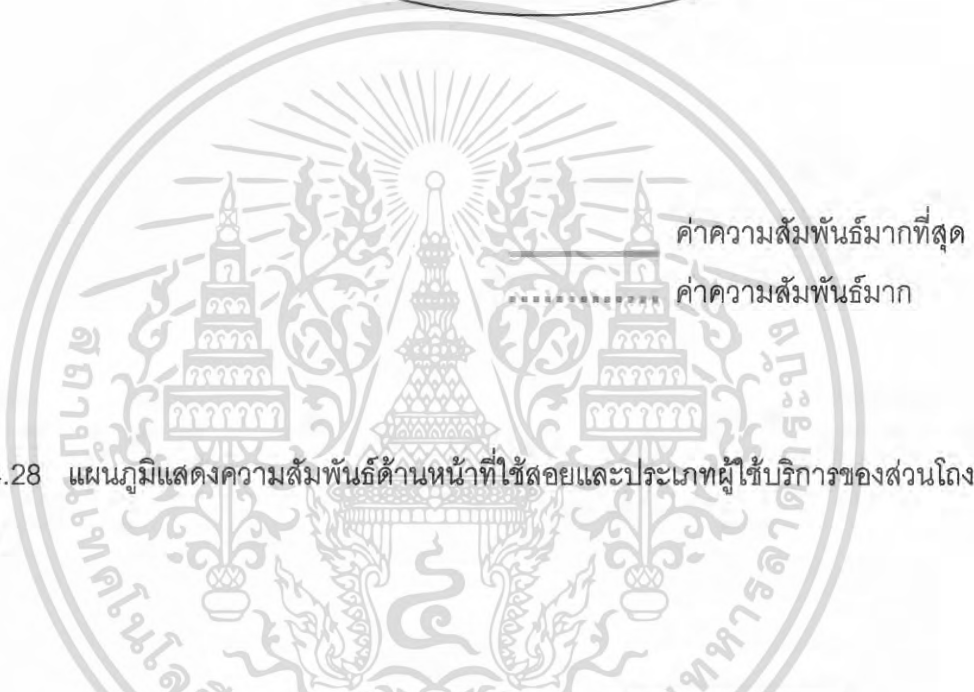 ค่าความสัมพันธ์มากที่สุด
ค่าความสัมพันธ์มาก
.28 แผนภูมิแสดงความสัมพันธ์ด้านหน้าที่ใช้สอยและประเภทผู้ใช้บริการของส่วนโถง